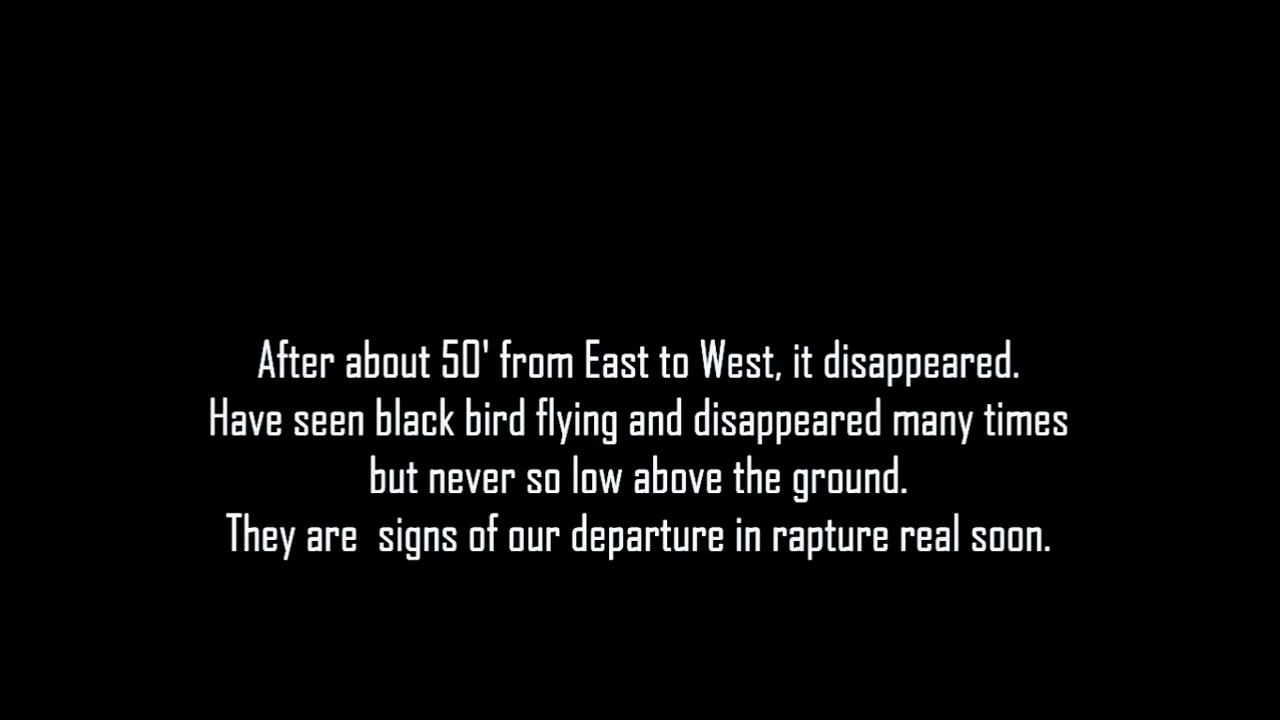 After about 50' from East to West, it disappeared.
Have seen black bird flying and disappeared many times
but never so low above the ground.
They are  signs of our departure in rapture real soon.